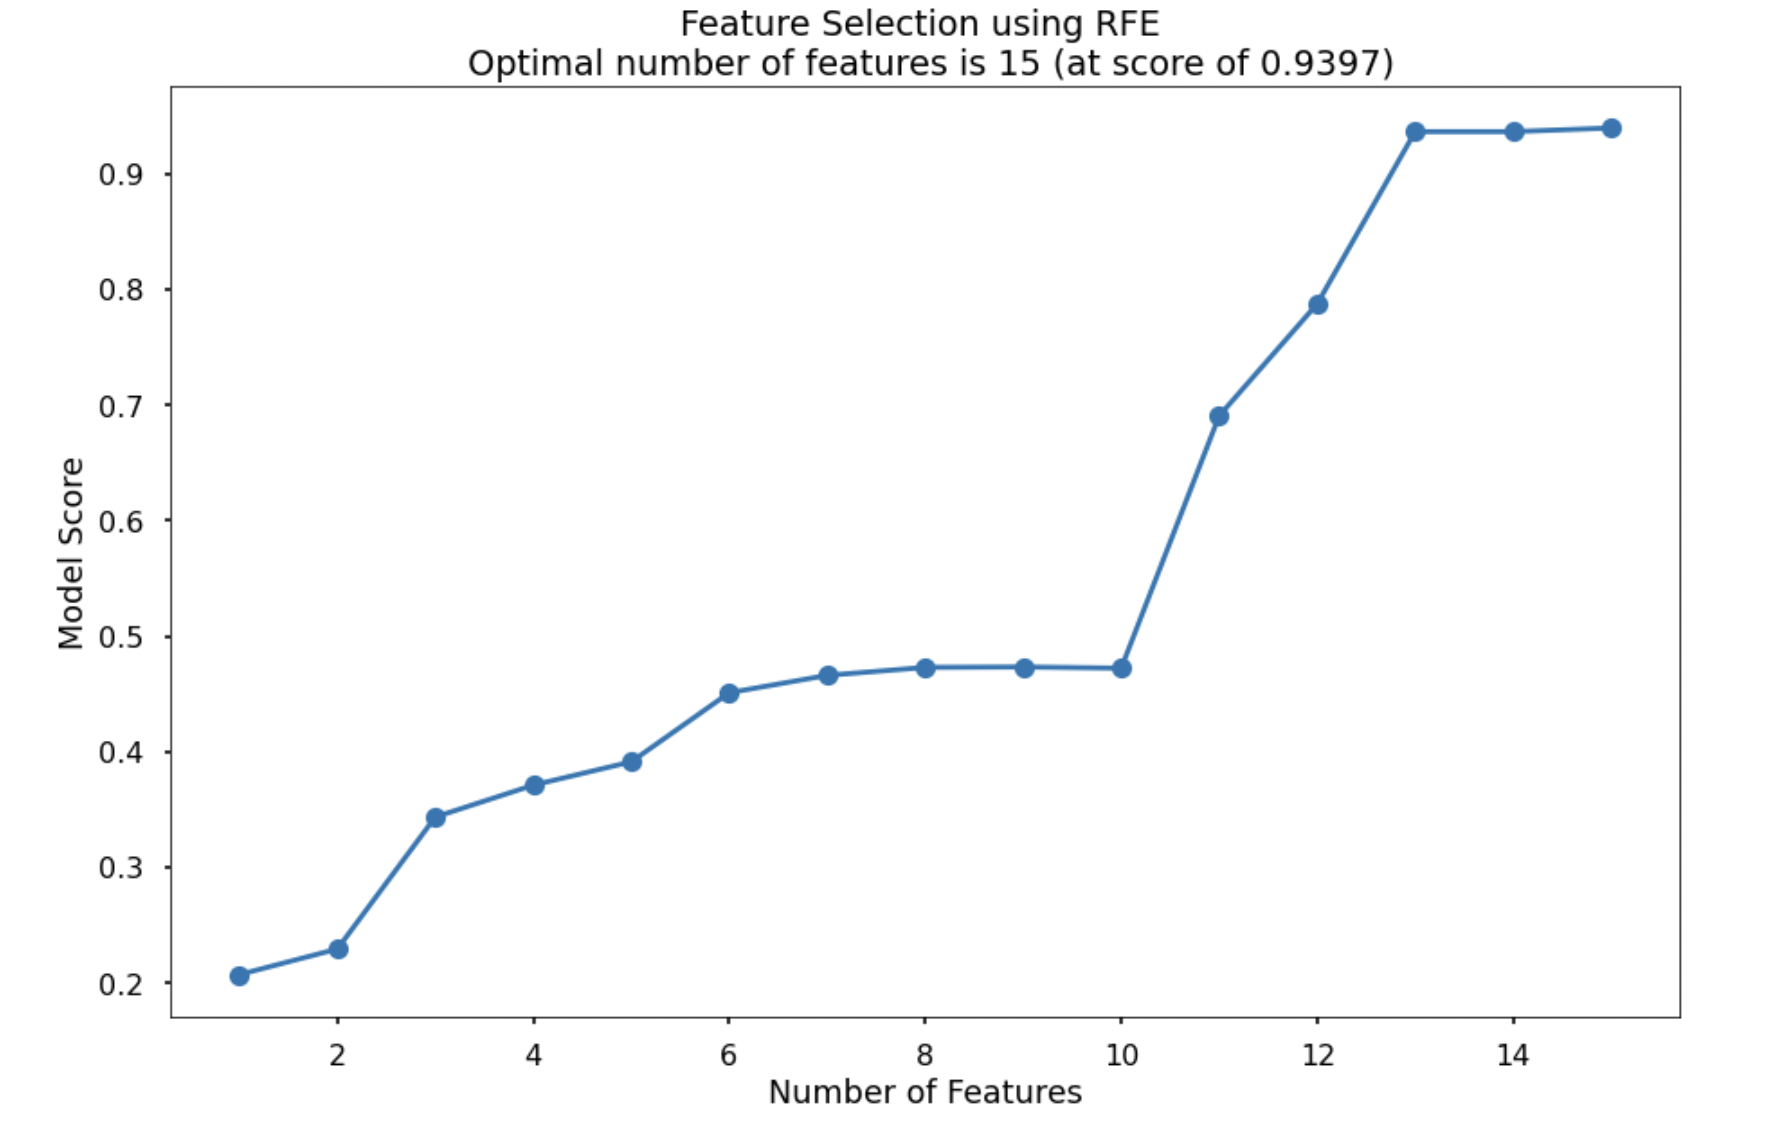 Feature Selection using RFE
Optimal number of features is 15 (at score of 0.9397)
0.9
0.8
0.7
0.6
0.5
0.4
0.3
0.2
Model Score
2 4 6 8 10 12 14
Number of Features